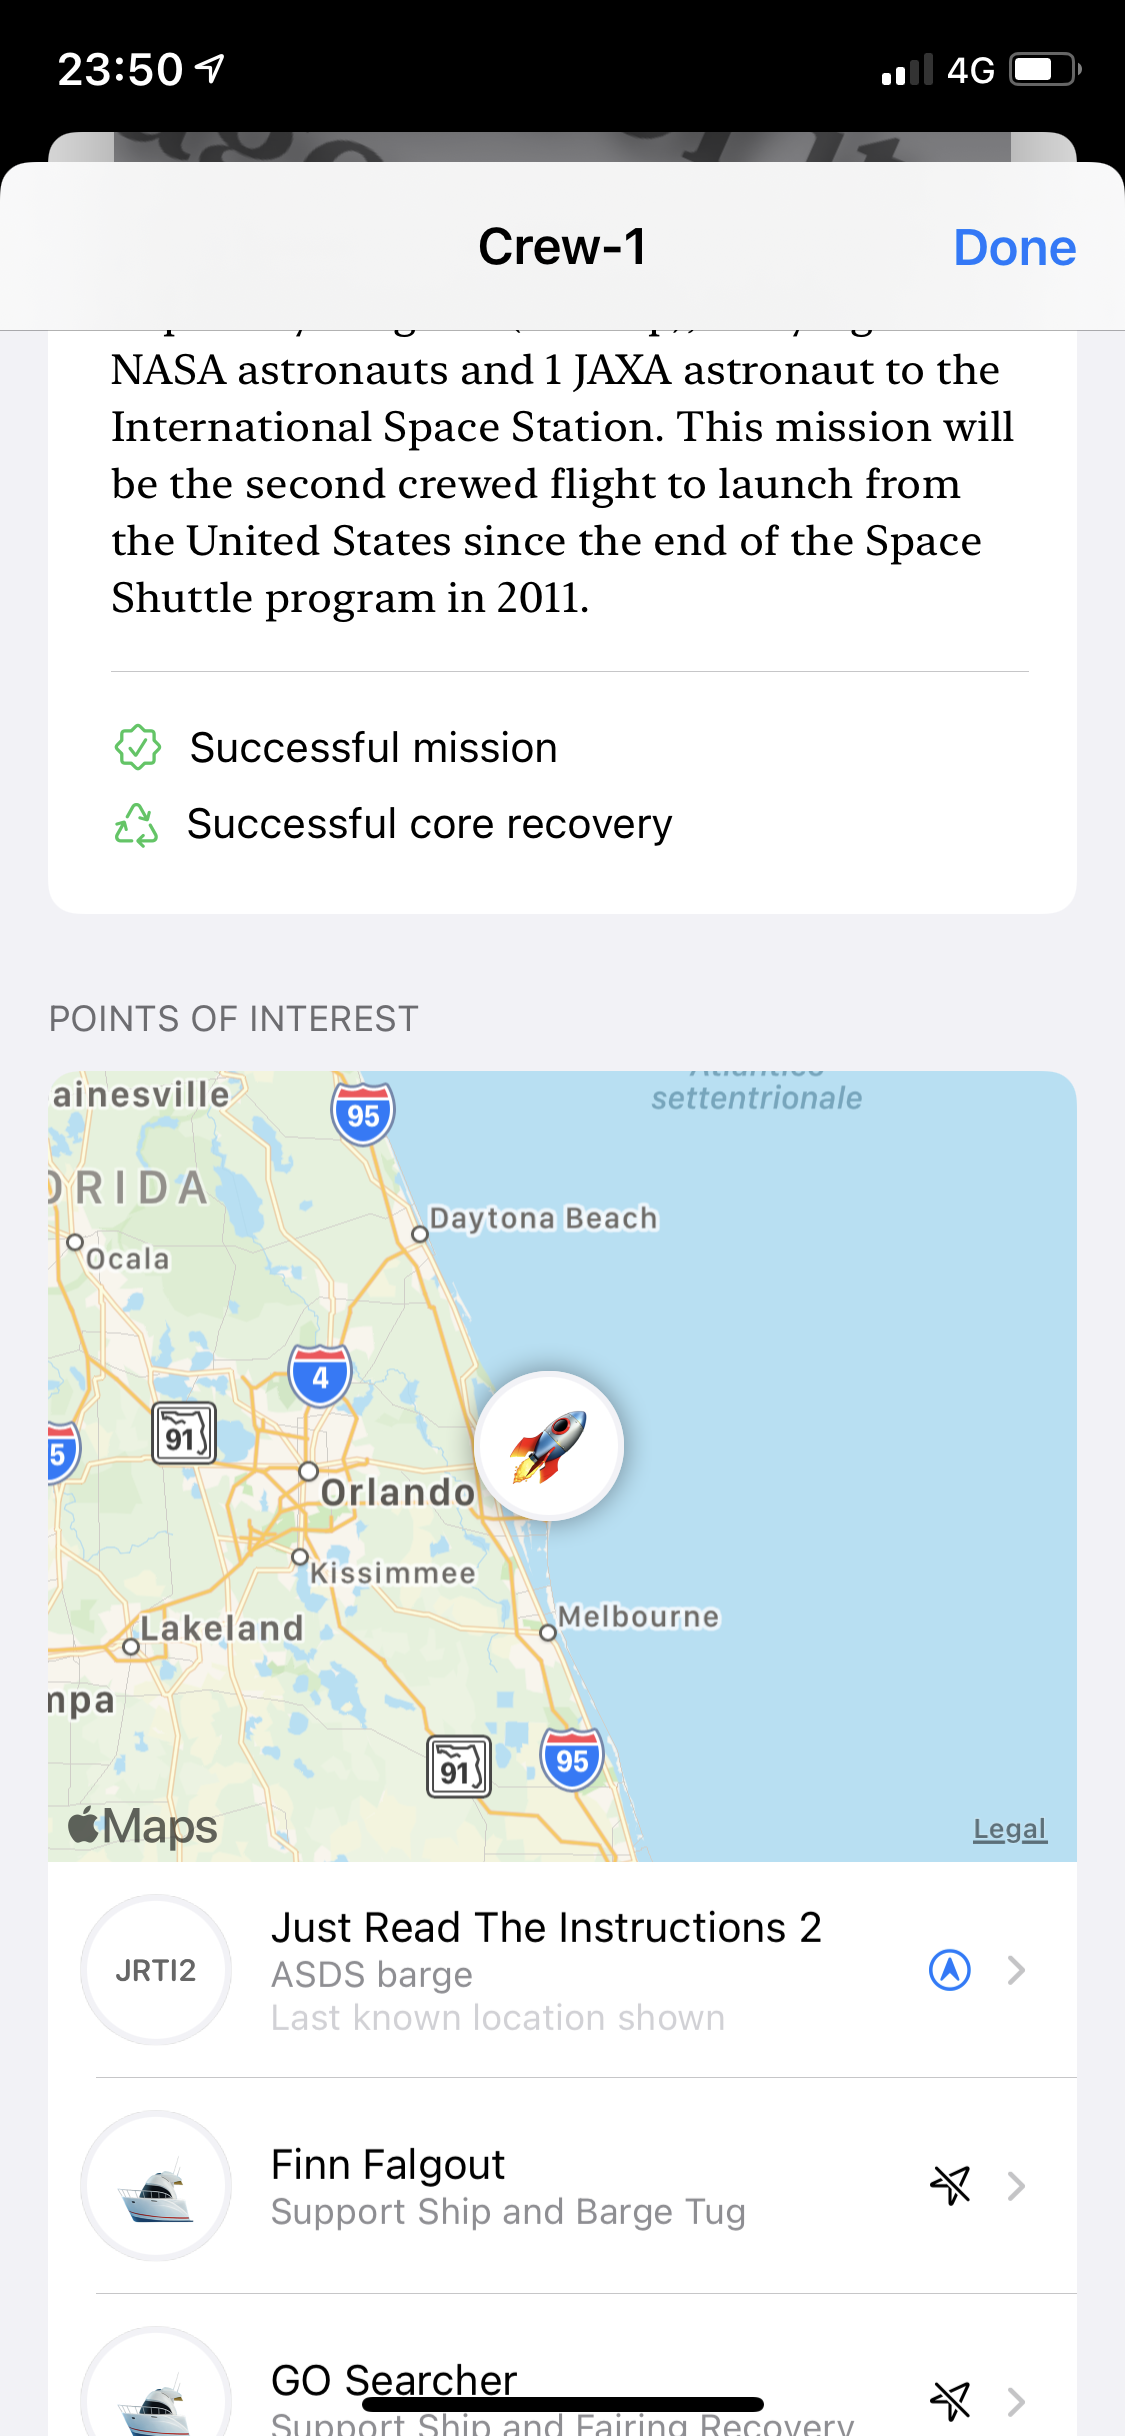 23:50
4G
Crew-1
Done
NASA astronauts and 1 JAXA astronaut to the
International Space Station. This mission will
be the second crewed flight to launch from
the United States since the end of the Space
Shuttle program in 2011.
Successful mission
Successful core recovery
POINTS OF INTEREST
ainesville
95
settentrionale
ORIDA
Daytona Beach
Ocala
4
91
5
Orlando
Kissimmee
Melbourne
Lakeland
mpa
91
95
Maps
Legal
JRTI2
Just Read The Instructions 2
ASDS barge
Last known location shown
Finn Falgout
Support Ship and Barge Tug
GO Searcher
Support Ship and Fairing Recovery